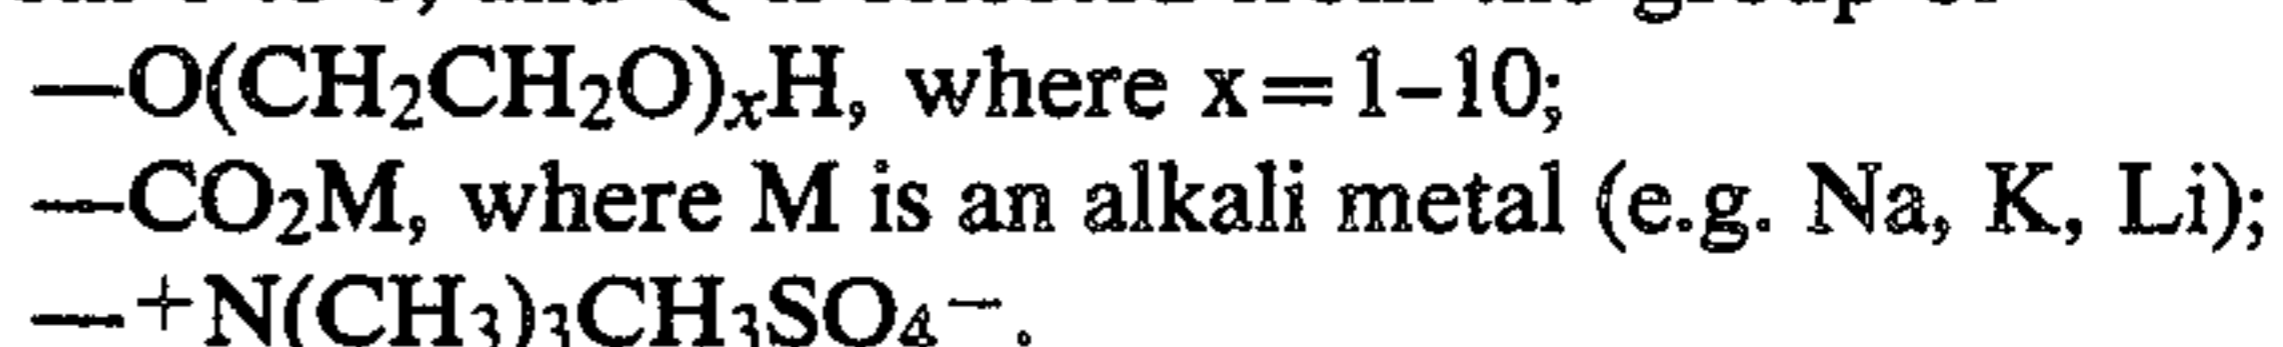 —O(CH₂CH₂O)ₓH, where x=1–10;
—CO₂M, where M is an alkali metal (e.g. Na, K, Li);
—⁺N(CH₃)₃CH₃SO₄⁻.